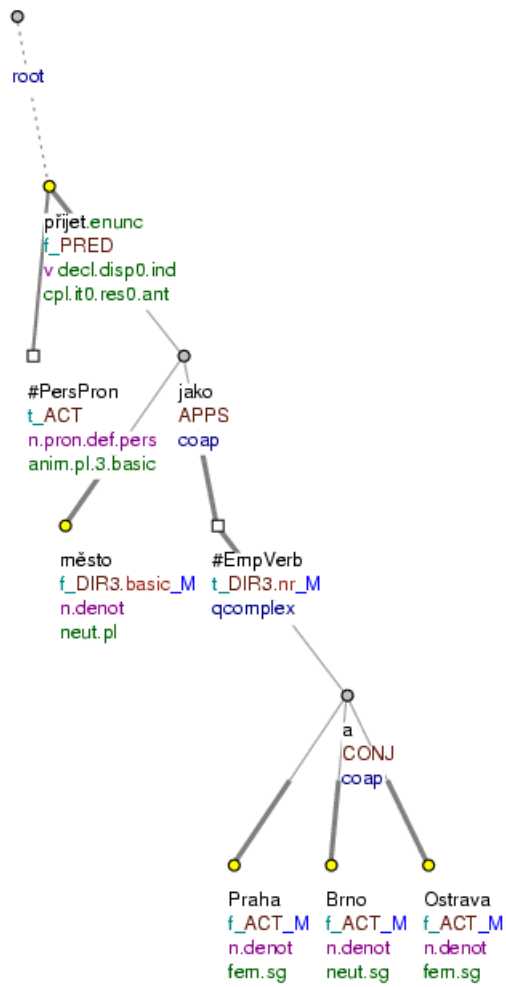 root
přijet.enunc
f_PRED
v decl.disp0.ind
cpl.it0.res0.ant
#PersPron
t_ACT
n.pron.def.pers
anim.pl.3.basic
jako
APPS
coap
město
f_DIR3.basic_M
n.denot
neut.pl
#EmpVerb
t_DIR3.nr_M
qcomplex
a
CONJ
coap
Praha
f_ACT_M
n.denot
fem.sg
Brno
f_ACT_M
n.denot
neut.sg
Ostrava
f_ACT_M
n.denot
fem.sg